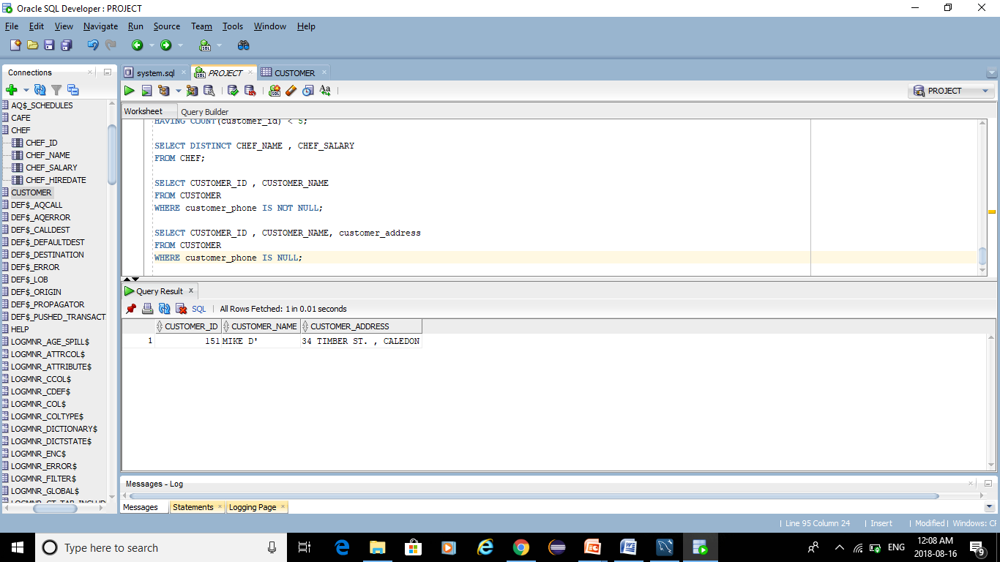 Oracle SQL Developer : PROJECT
File Edit View Navigate Run Source Team Tools Window Help
Connections
AQ$_SCHEDULES
CAFE
CHEF
CHEF_ID
CHEF_NAME
CHEF_SALARY
CHEF_HIREDATE
CUSTOMER
DEF$_AQCALL
DEF$_AQERROR
DEF$_CALLDEST
DEF$_DEFAULTDEST
DEF$_DESTINATION
DEF$_ERROR
DEF$_LOB
DEF$_ORIGIN
DEF$_PROPAGATOR
DEF$_PUSHED_TRANSACT
HELP
LOGMNR_AGE_SPILL$
LOGMNR_ATTRCOL$
LOGMNR_ATTRIBUTE$
LOGMNR_CCOL$
LOGMNR_CDEF$
LOGMNR_COL$
LOGMNR_COLTYPE$
LOGMNR_DICTIONARY$
LOGMNR_DICTSTATE$
LOGMNR_ENC$
LOGMNR_ERROR$
LOGMNR_FILTER$
LOGMNR_GLOBAL$
LOGMNR_GT_TAB_INCLUD
system.sql PROJECT CUSTOMER
PROJECT
Worksheet Query Builder
HAVING COUNT(customer_id) < 5;
SELECT DISTINCT CHEF_NAME , CHEF_SALARY
FROM CHEF;
SELECT CUSTOMER_ID , CUSTOMER_NAME
FROM CUSTOMER
WHERE customer_phone IS NOT NULL;
SELECT CUSTOMER_ID , CUSTOMER_NAME, customer_address
FROM CUSTOMER
WHERE customer_phone IS NULL;
Query Result x
SQL | All Rows Fetched: 1 in 0.01 seconds
CUSTOMER_ID CUSTOMER_NAME CUSTOMER_ADDRESS
1 151 MIKE D' 34 TIMBER ST. , CALEDON
Messages - Log
Messages Statements Logging Page
| Line 95 Column 24 | Insert | Modified | Windows: CF
Type here to search
ENG
12:08 AM
2018-08-16
9